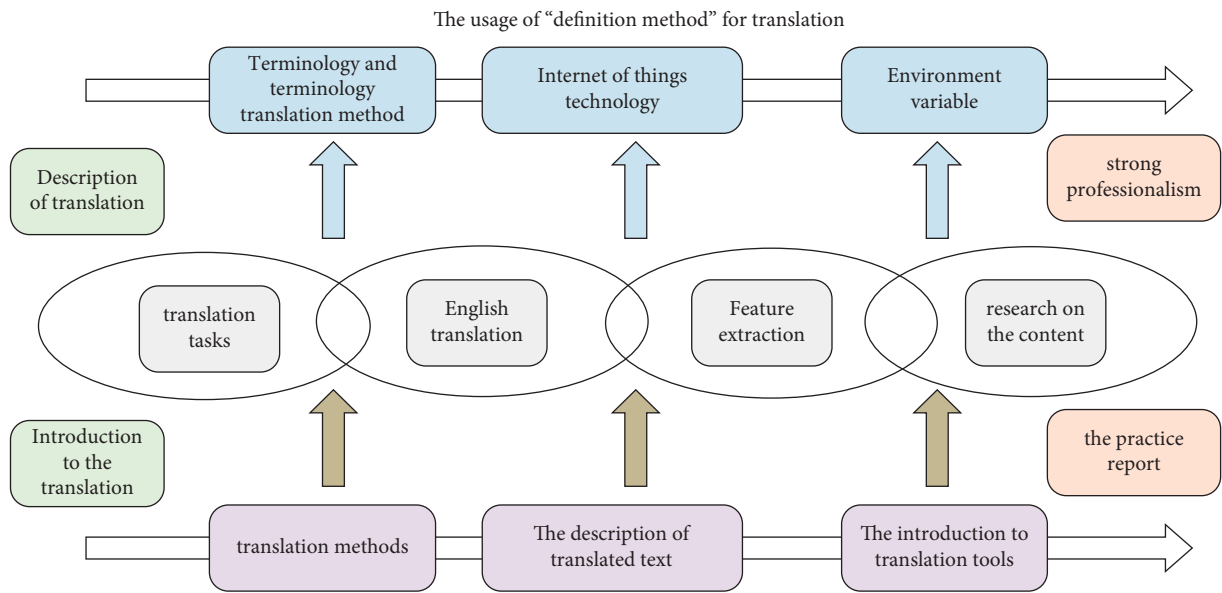 The usage of “definition method” for translation
Terminology and
terminology
translation method
Internet of things
technology
Environment
variable
Description
of translation
strong
professionalism
translation
tasks
English
translation
Feature
extraction
research on
the content
Introduction
to the
translation
the practice
report
translation methods
The description of
translated text
The introduction to
translation tools